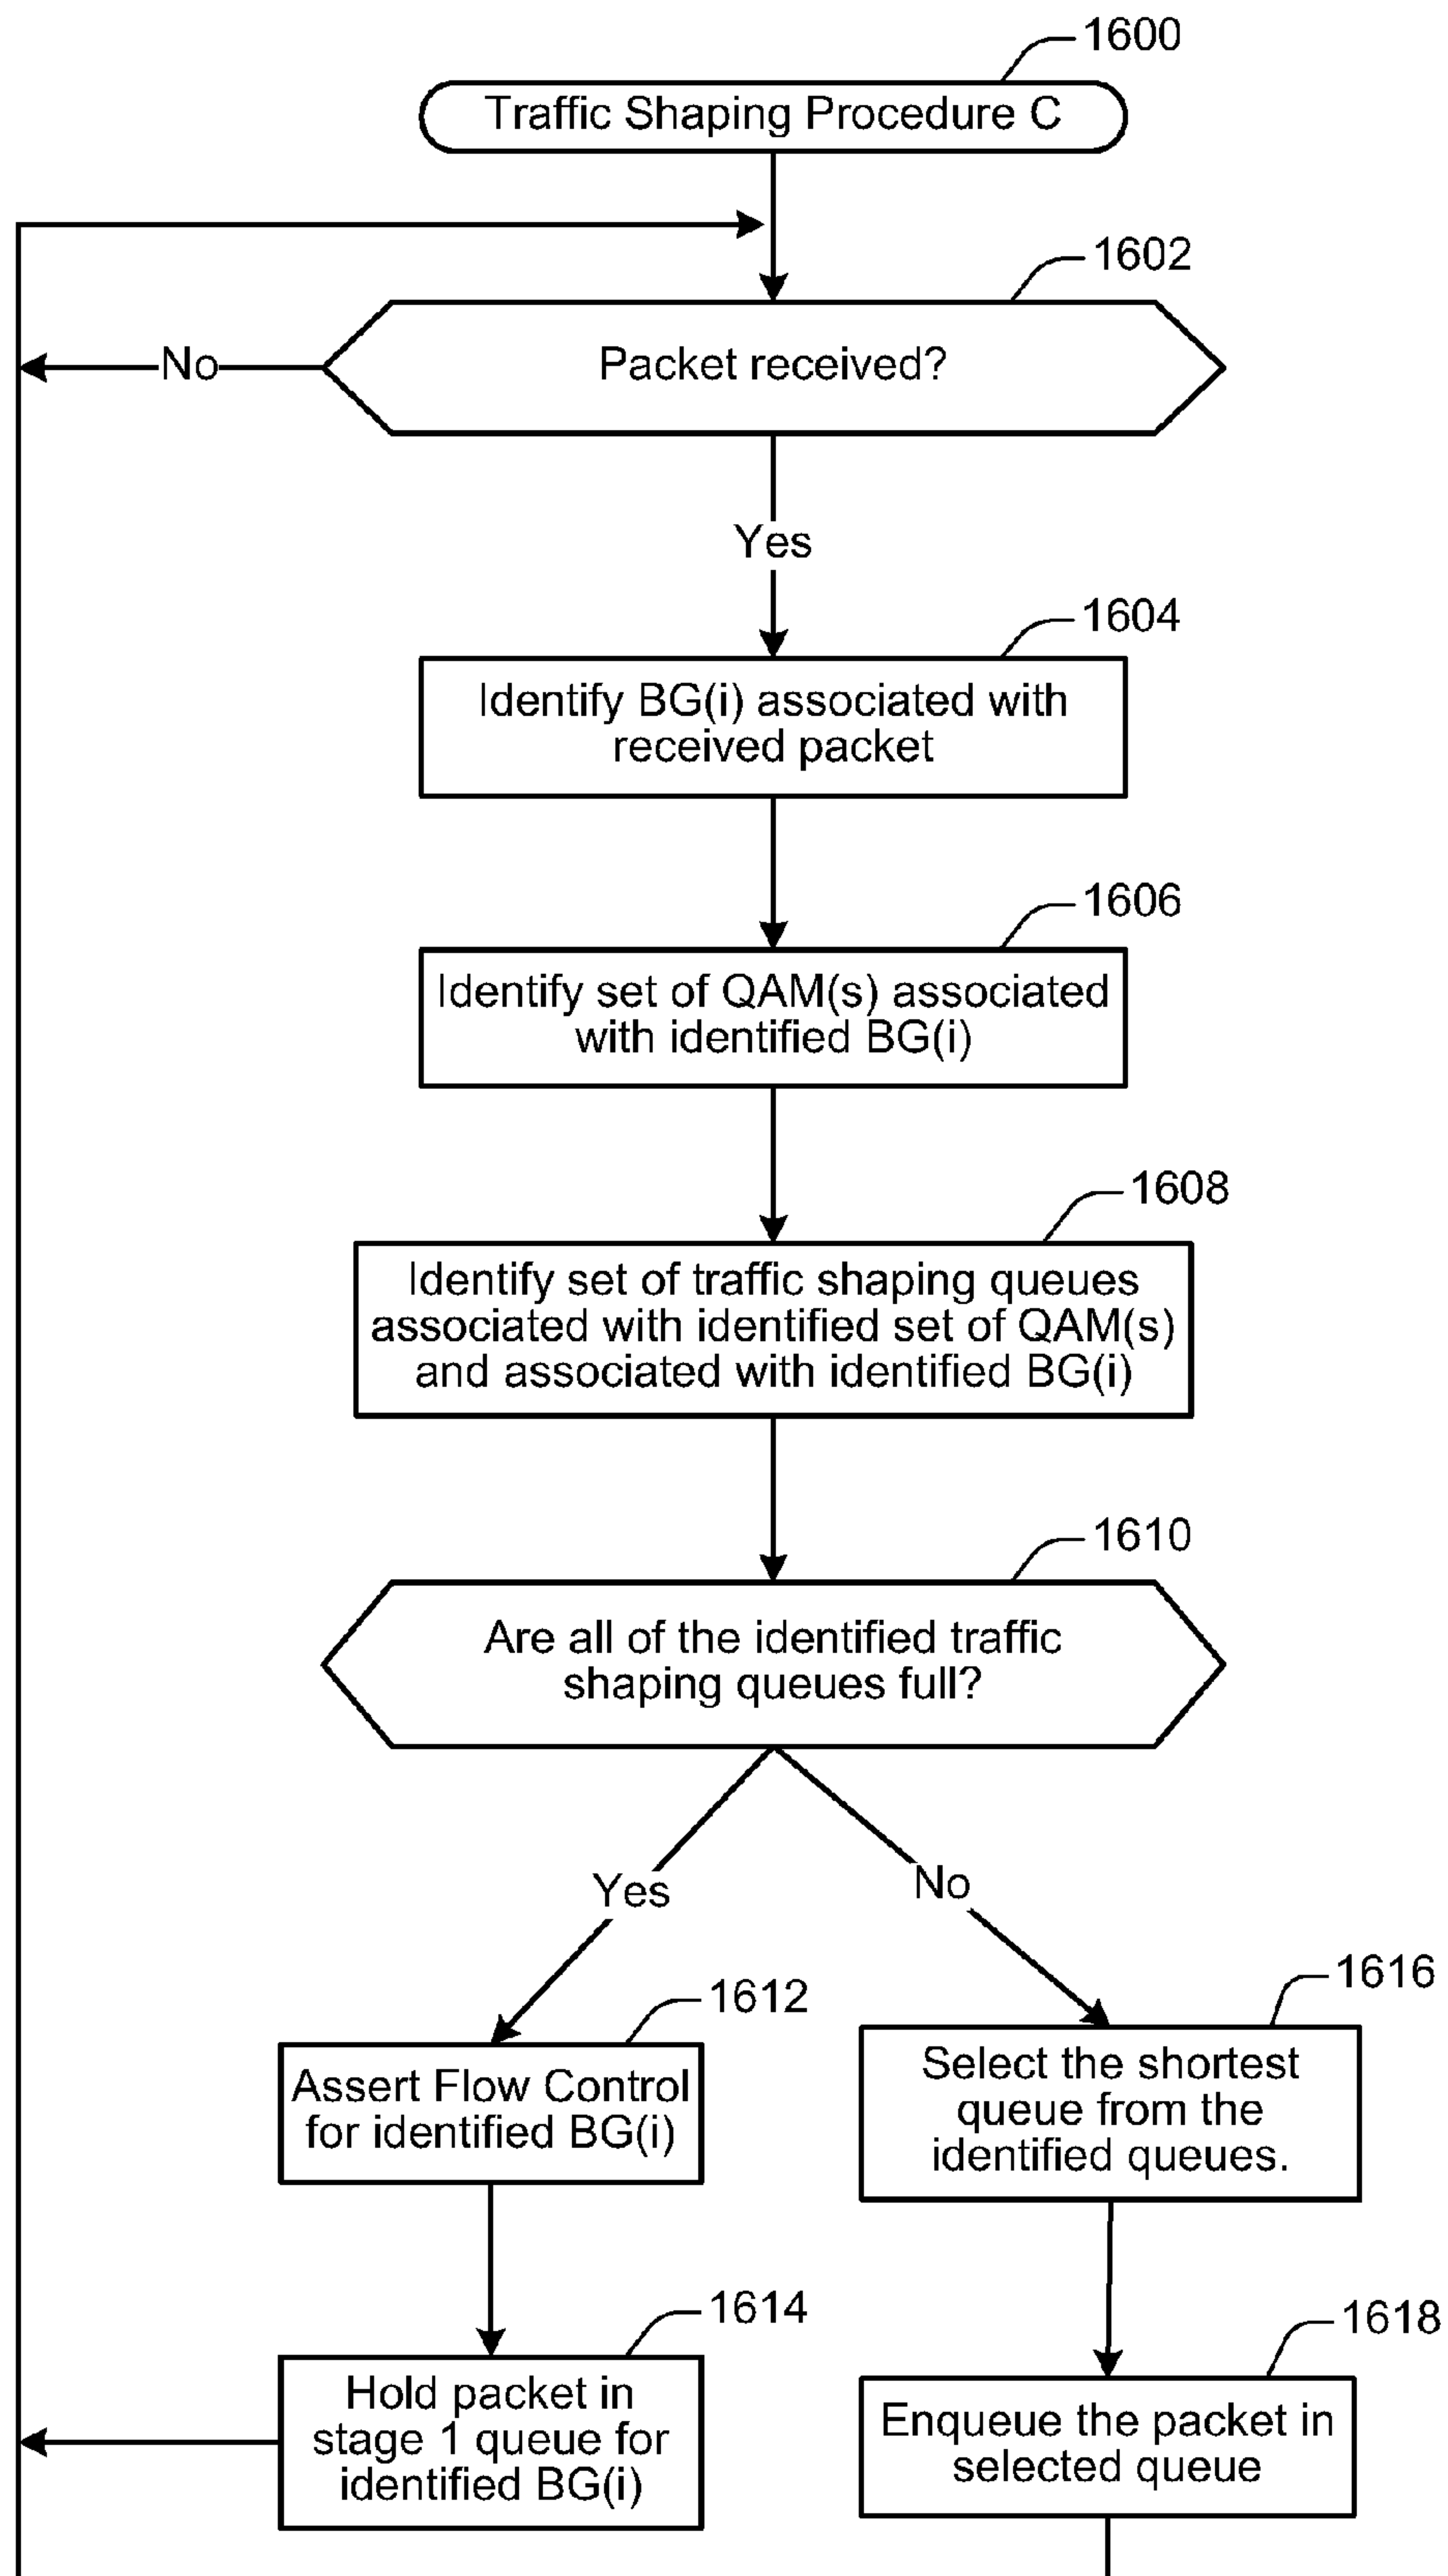 1600
Traffic Shaping Procedure C
1602
Packet received?
No
Yes
1604
Identify BG(i) associated with
received packet
1606
Identify set of QAM(s) associated
with identified BG(i)
1608
Identify set of traffic shaping queues
associated with identified set of QAM(s)
and associated with identified BG(i)
1610
Are all of the identified traffic
shaping queues full?
Yes
No
1612
Assert Flow Control
for identified BG(i)
1616
Select the shortest
queue from the
identified queues.
1614
Hold packet in
stage 1 queue for
identified BG(i)
1618
Enqueue the packet in
selected queue